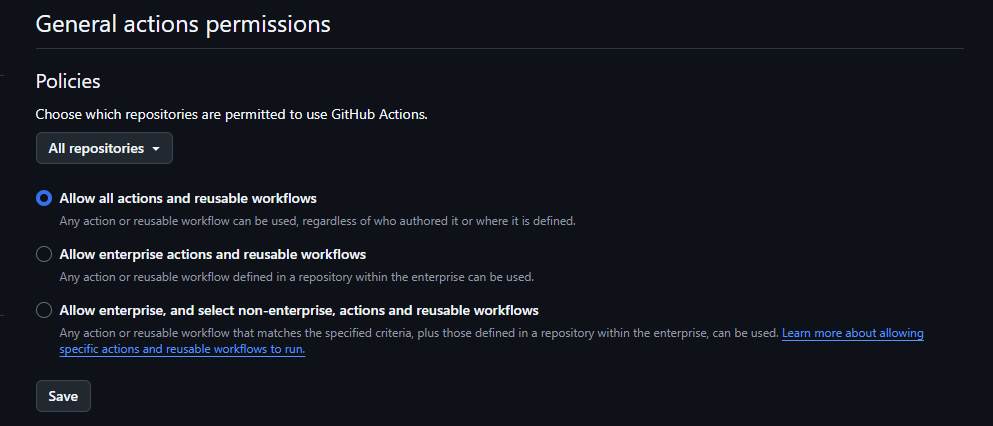 General actions permissions
Policies
Choose which repositories are permitted to use GitHub Actions.
All repositories
Allow all actions and reusable workflows
Any action or reusable workflow can be used, regardless of who authored it or where it is defined.
Allow enterprise actions and reusable workflows
Any action or reusable workflow defined in a repository within the enterprise can be used.
Allow enterprise, and select non-enterprise, actions and reusable workflows
Any action or reusable workflow that matches the specified criteria, plus those defined in a repository within the enterprise, can be used. Learn more about allowing
specific actions and reusable workflows to run.
Save